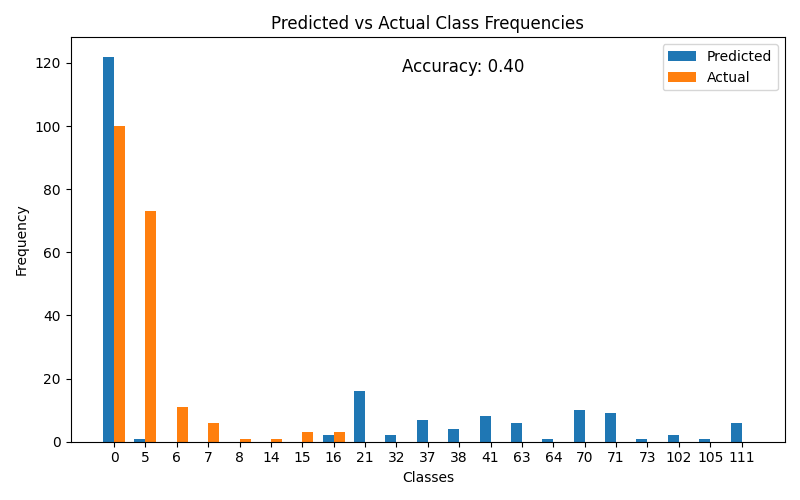 Predicted vs Actual Class Frequencies
Accuracy: 0.40
Predicted
Actual
Frequency
120
100
80
60
40
20
0
0 5 6 7 8 14 15 16 21 32 37 38 41 63 64 70 71 73 102 105 111
Classes